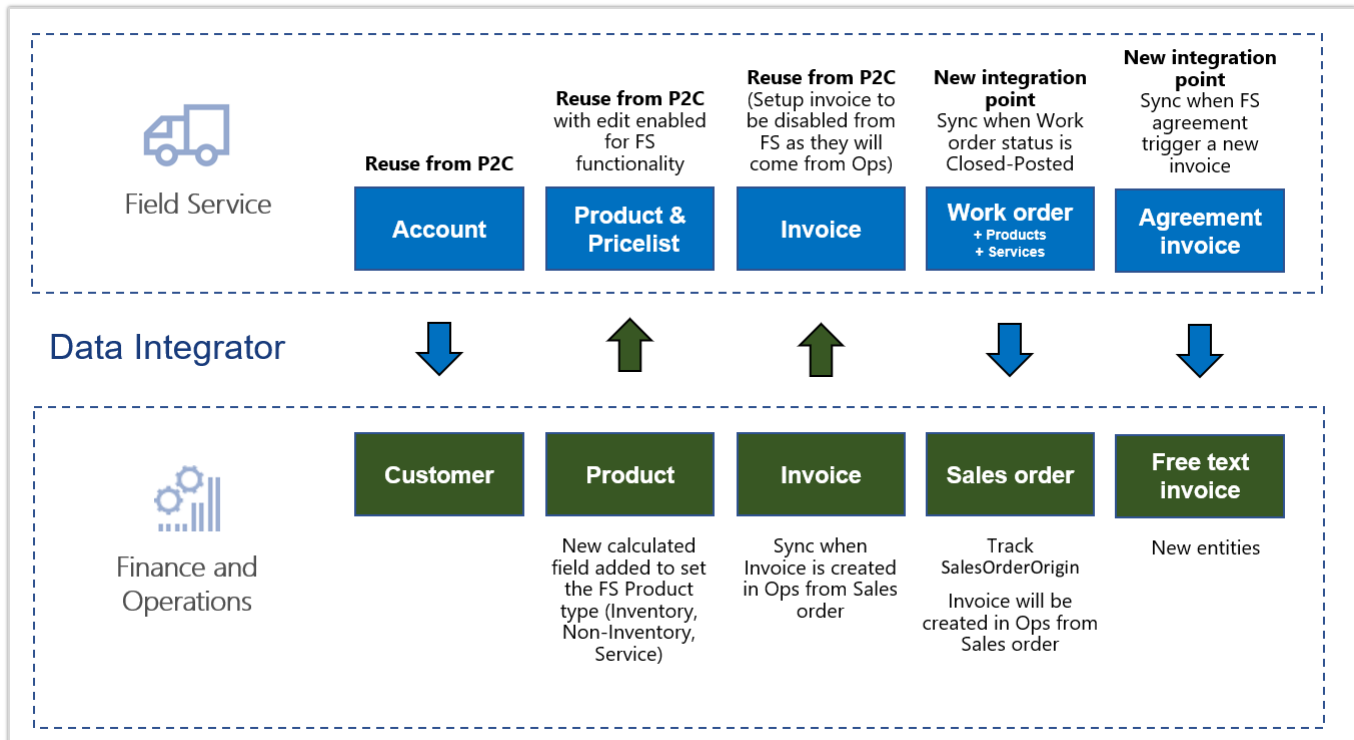 Field Service
Reuse from P2C
Account
Reuse from P2C
with edit enabled
for FS
functionality
Product &
Pricelist
Reuse from P2C
(Setup invoice to
be disabled from
FS as they will
come from Ops)
Invoice
New integration
point
Sync when Work
order status is
Closed-Posted
Work order
+ Products
+ Services
New integration
point
Sync when FS
agreement
trigger a new
invoice
Agreement
invoice
Data Integrator
Finance and
Operations
Customer
Product
New calculated
field added to set
the FS Product
type (Inventory,
Non-Inventory,
Service)
Invoice
Sync when
Invoice is created
in Ops from Sales
order
Sales order
Track
SalesOrderOrigin
Invoice will be
created in Ops from
Sales order
Free text
invoice
New entities